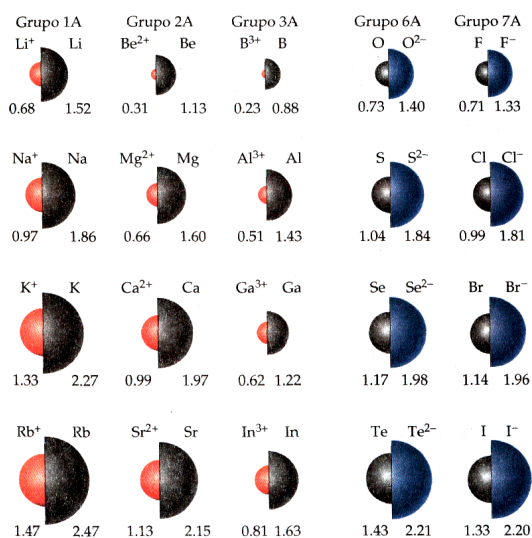 Grupo 1A Grupo 2A Grupo 3A Grupo 6A Grupo 7A
Li⁺ Li Be²⁺ Be B³⁺ B O O²⁻ F F⁻
0.68 1.52 0.31 1.13 0.23 0.88 0.73 1.40 0.71 1.33
Na⁺ Na Mg²⁺ Mg Al³⁺ Al S S²⁻ Cl Cl⁻
0.97 1.86 0.66 1.60 0.51 1.43 1.04 1.84 0.99 1.81
K⁺ K Ca²⁺ Ca Ga³⁺ Ga Se Se²⁻ Br Br⁻
1.33 2.27 0.99 1.97 0.62 1.22 1.17 1.98 1.14 1.96
Rb⁺ Rb Sr²⁺ Sr In³⁺ In Te Te²⁻ I I⁻
1.47 2.47 1.13 2.15 0.81 1.63 1.43 2.21 1.33 2.20